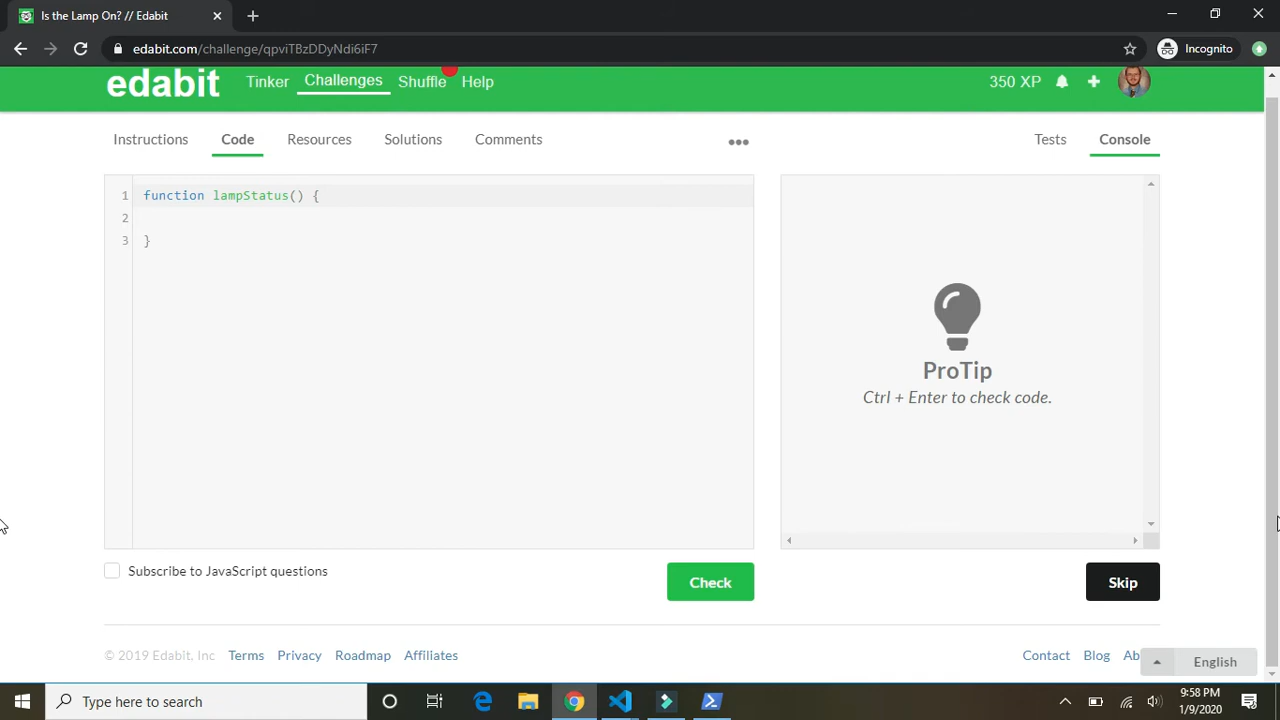 Is the Lamp On? // Edabit
edabit.com/challenge/qpviTBzDDyNdi6iF7
Incognito
edabit Tinker Challenges Shuffle Help 350 XP
Instructions Code Resources Solutions Comments Tests Console
1 function lampStatus() {
2
3 }
ProTip
Ctrl + Enter to check code.
Subscribe to JavaScript questions
Check
Skip
© 2019 Edabit, Inc Terms Privacy Roadmap Affiliates Contact Blog Ab
English
Type here to search
9:58 PM
1/9/2020